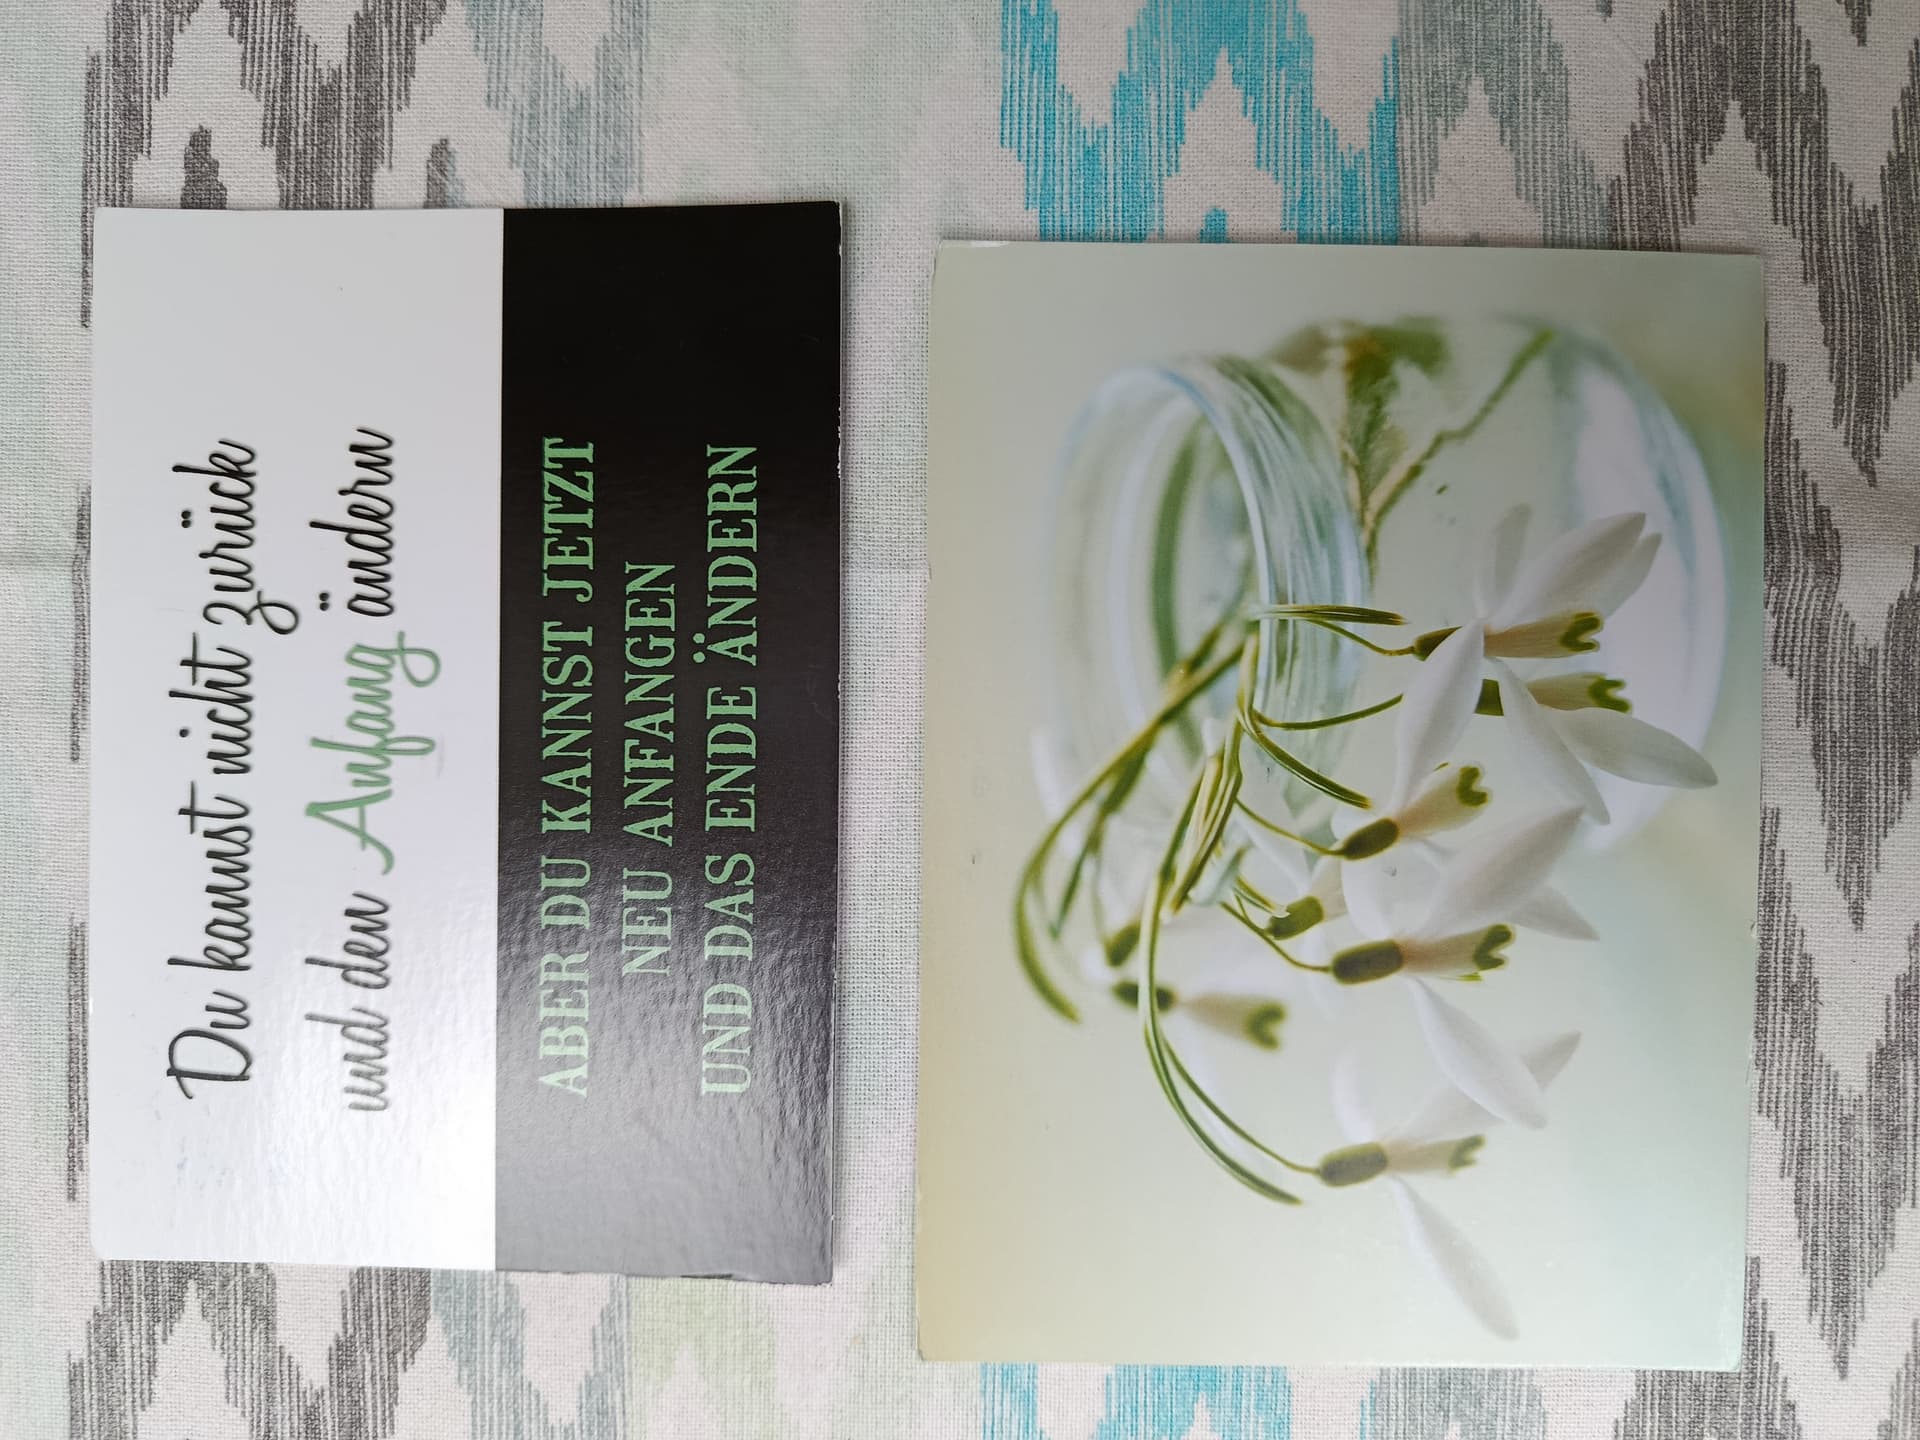 Du kannst nicht zurück
und den Anfang ändern
ABER DU KANNST JETZT
NEU ANFANGEN
UND DAS ENDE ÄNDERN